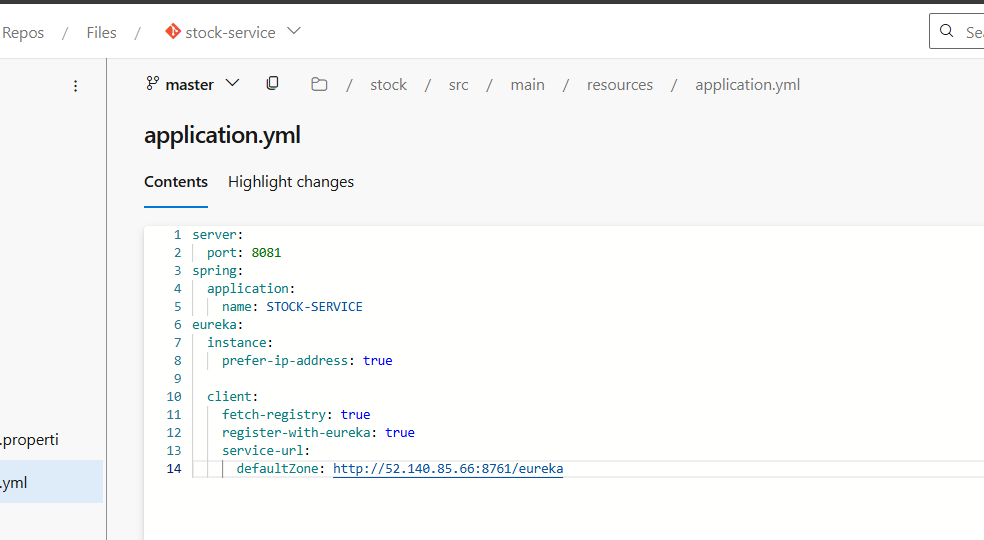 Repos / Files / stock-service
Sea
master / stock / src / main / resources / application.yml
application.yml
Contents Highlight changes
1 server:
2 port: 8081
3 spring:
4 application:
5 name: STOCK-SERVICE
6 eureka:
7 instance:
8 prefer-ip-address: true
9
10 client:
11 fetch-registry: true
12 register-with-eureka: true
13 service-url:
14 defaultZone: http://52.140.85.66:8761/eureka
.properti
.yml